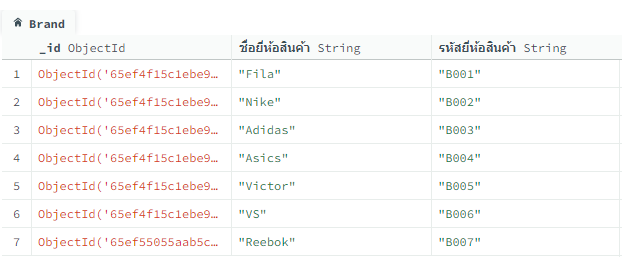 Brand
_id ObjectId ชื่อยี่ห้อสินค้า String รหัสยี่ห้อสินค้า String
1 ObjectId('65ef4f15c1ebe9… "Fila" "B001"
2 ObjectId('65ef4f15c1ebe9… "Nike" "B002"
3 ObjectId('65ef4f15c1ebe9… "Adidas" "B003"
4 ObjectId('65ef4f15c1ebe9… "Asics" "B004"
5 ObjectId('65ef4f15c1ebe9… "Victor" "B005"
6 ObjectId('65ef4f15c1ebe9… "VS" "B006"
7 ObjectId('65ef55055aab5c… "Reebok" "B007"